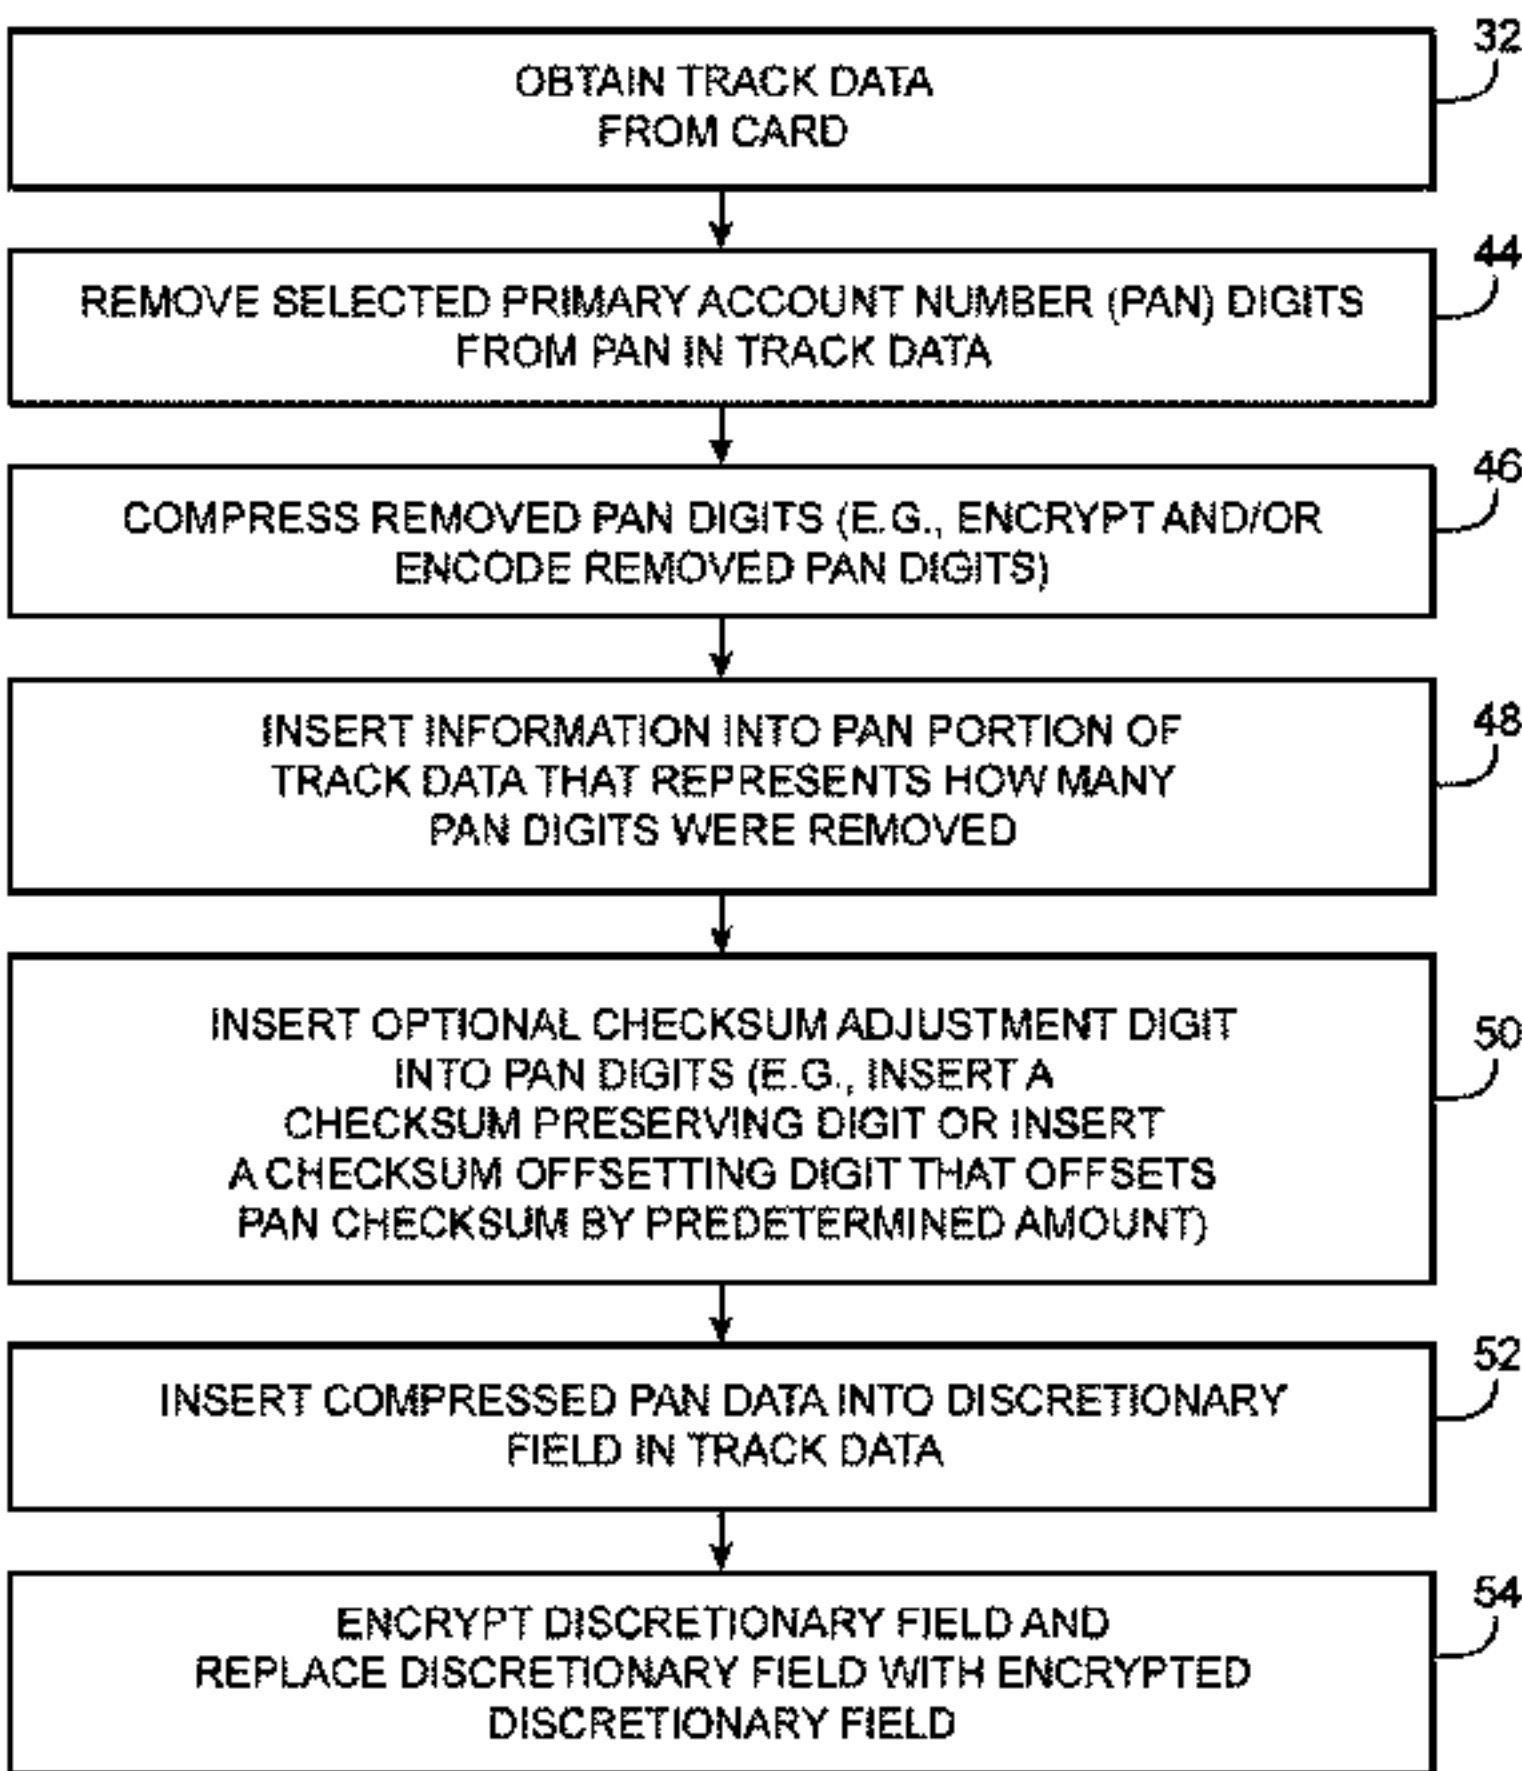 32
OBTAIN TRACK DATA
FROM CARD
44
REMOVE SELECTED PRIMARY ACCOUNT NUMBER (PAN) DIGITS
FROM PAN IN TRACK DATA
46
COMPRESS REMOVED PAN DIGITS (E.G., ENCRYPT AND/OR
ENCODE REMOVED PAN DIGITS)
48
INSERT INFORMATION INTO PAN PORTION OF
TRACK DATA THAT REPRESENTS HOW MANY
PAN DIGITS WERE REMOVED
50
INSERT OPTIONAL CHECKSUM ADJUSTMENT DIGIT
INTO PAN DIGITS (E.G., INSERT A
CHECKSUM PRESERVING DIGIT OR INSERT
A CHECKSUM OFFSETTING DIGIT THAT OFFSETS
PAN CHECKSUM BY PREDETERMINED AMOUNT)
52
INSERT COMPRESSED PAN DATA INTO DISCRETIONARY
FIELD IN TRACK DATA
54
ENCRYPT DISCRETIONARY FIELD AND
REPLACE DISCRETIONARY FIELD WITH ENCRYPTED
DISCRETIONARY FIELD